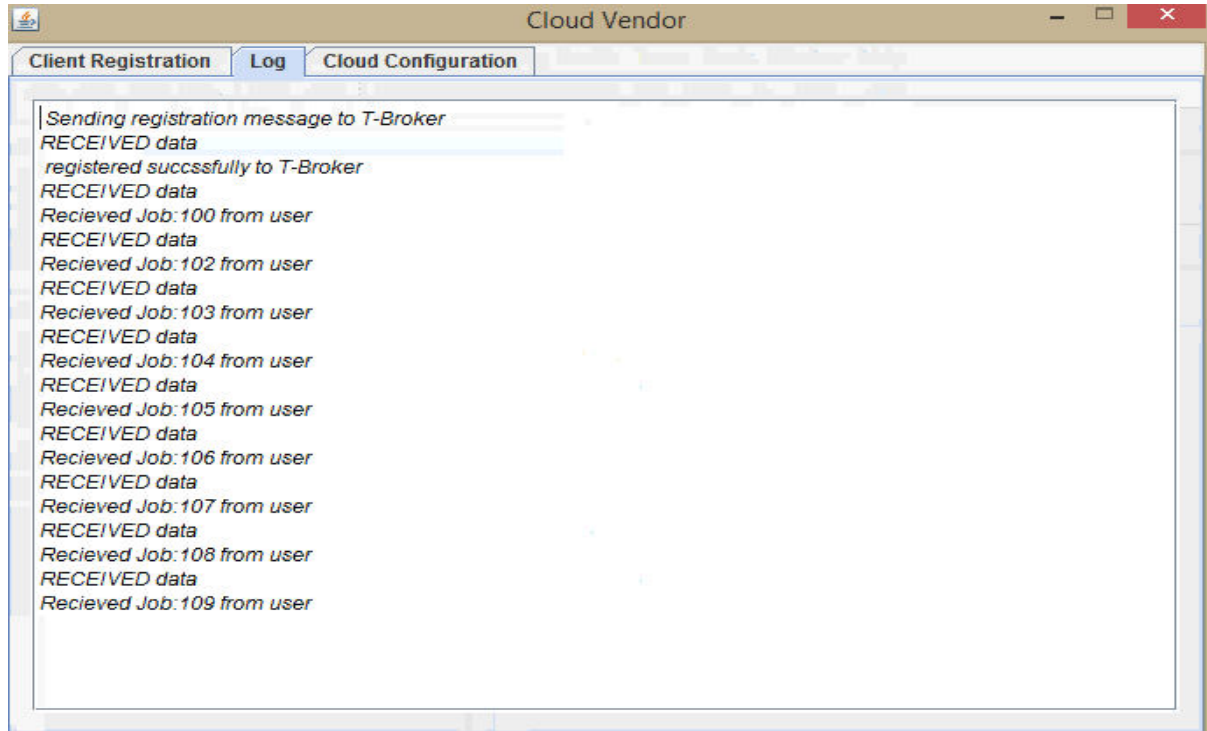 Cloud Vendor
Client Registration Log Cloud Configuration
Sending registration message to T-Broker
RECEIVED data
registered succssfully to T-Broker
RECEIVED data
Recieved Job:100 from user
RECEIVED data
Recieved Job:102 from user
RECEIVED data
Recieved Job:103 from user
RECEIVED data
Recieved Job:104 from user
RECEIVED data
Recieved Job:105 from user
RECEIVED data
Recieved Job:106 from user
RECEIVED data
Recieved Job:107 from user
RECEIVED data
Recieved Job:108 from user
RECEIVED data
Recieved Job:109 from user